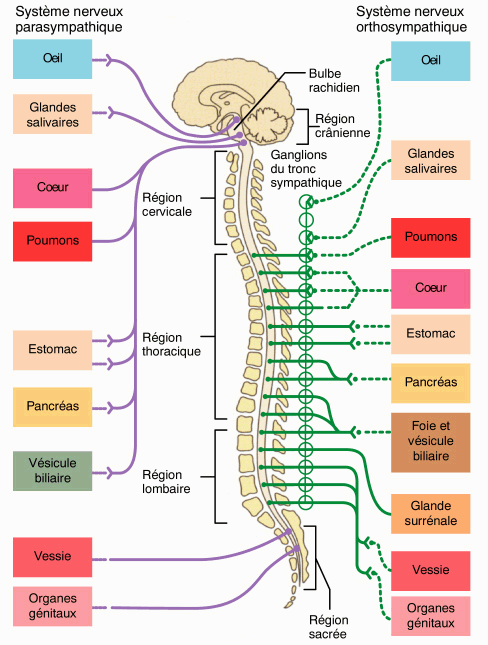 Système nerveux
parasympathique
Oeil
Glandes
salivaires
Coeur
Poumons
Estomac
Pancréas
Vésicule
biliaire
Vessie
Organes
génitaux
Bulbe
rachidien
Région
crânienne
Ganglions
du tronc
sympathique
Région
cervicale
Région
thoracique
Région
lombaire
Région
sacrée
Système nerveux
orthosympathique
Oeil
Glandes
salivaires
Poumons
Coeur
Estomac
Pancréas
Foie et
vésicule
biliaire
Glande
surrénale
Vessie
Organes
génitaux